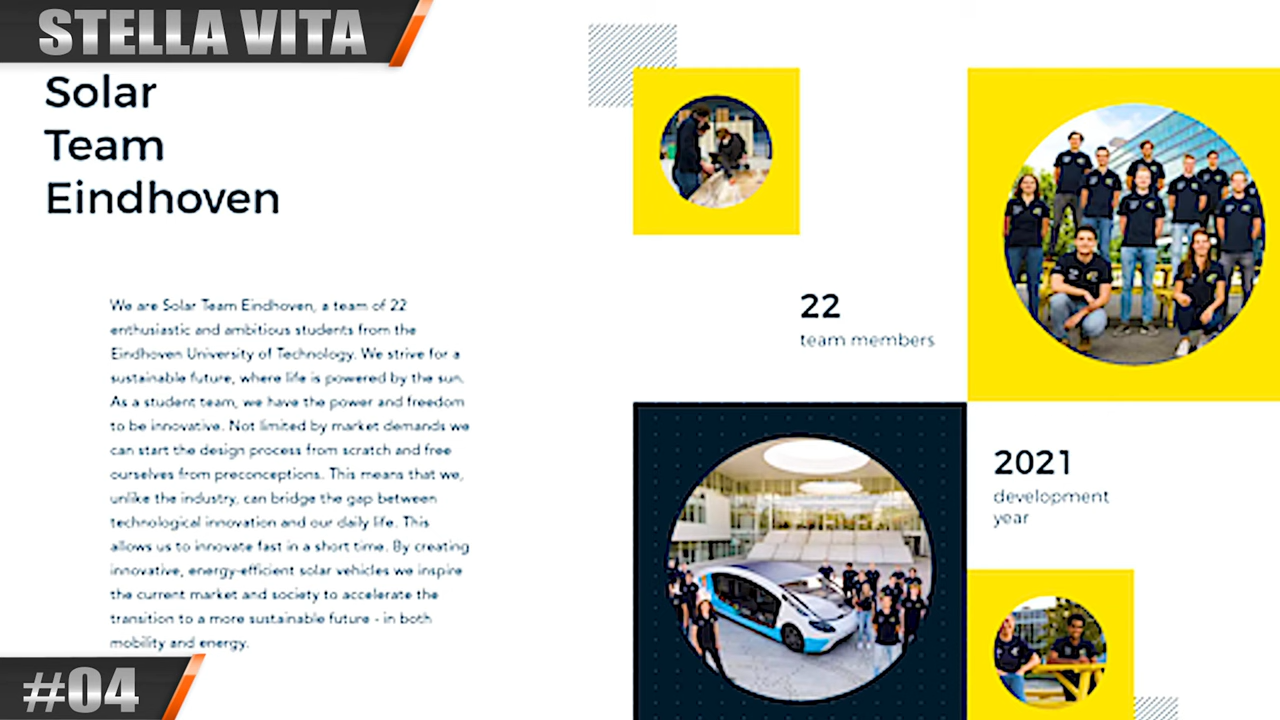 STELLA VITA
Solar
Team
Eindhoven
We are Solar Team Eindhoven, a team of 22
enthusiastic and ambitious students from the
Eindhoven University of Technology. We strive for a
sustainable future, where life is powered by the sun.
As a student team, we have the power and freedom
to be innovative. Not limited by market demands we
can start the design process from scratch and free
ourselves from preconceptions. This means that we,
unlike the industry, can bridge the gap between
technological innovation and our daily life. This
allows us to innovate fast in a short time. By creating
innovative, energy-efficient solar vehicles we inspire
the current market and society to accelerate the
transition to a more sustainable future - in both
mobility and energy.
22
team members
2021
development
year
#04